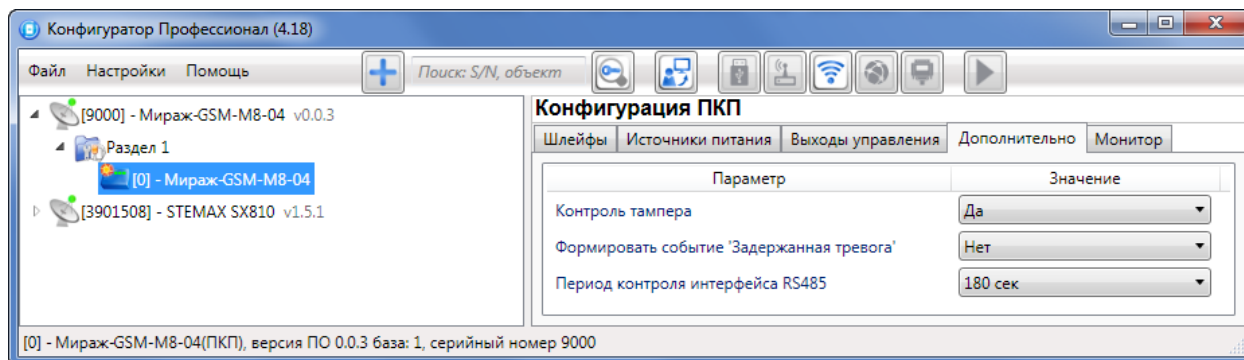 Конфигуратор Профессионал (4.18)
Файл Настройки Помощь Поиск: S/N, объект
[9000] - Мираж-GSM-M8-04 v0.0.3
Раздел 1
[0] - Мираж-GSM-M8-04
[3901508] - STEMAX SX810 v1.5.1
Конфигурация ПКП
Шлейфы Источники питания Выходы управления Дополнительно Монитор
Параметр Значение
Контроль тампера Да
Формировать событие 'Задержанная тревога' Нет
Период контроля интерфейса RS485 180 сек
[0] - Мираж-GSM-M8-04(ПКП), версия ПО 0.0.3 база: 1, серийный номер 9000